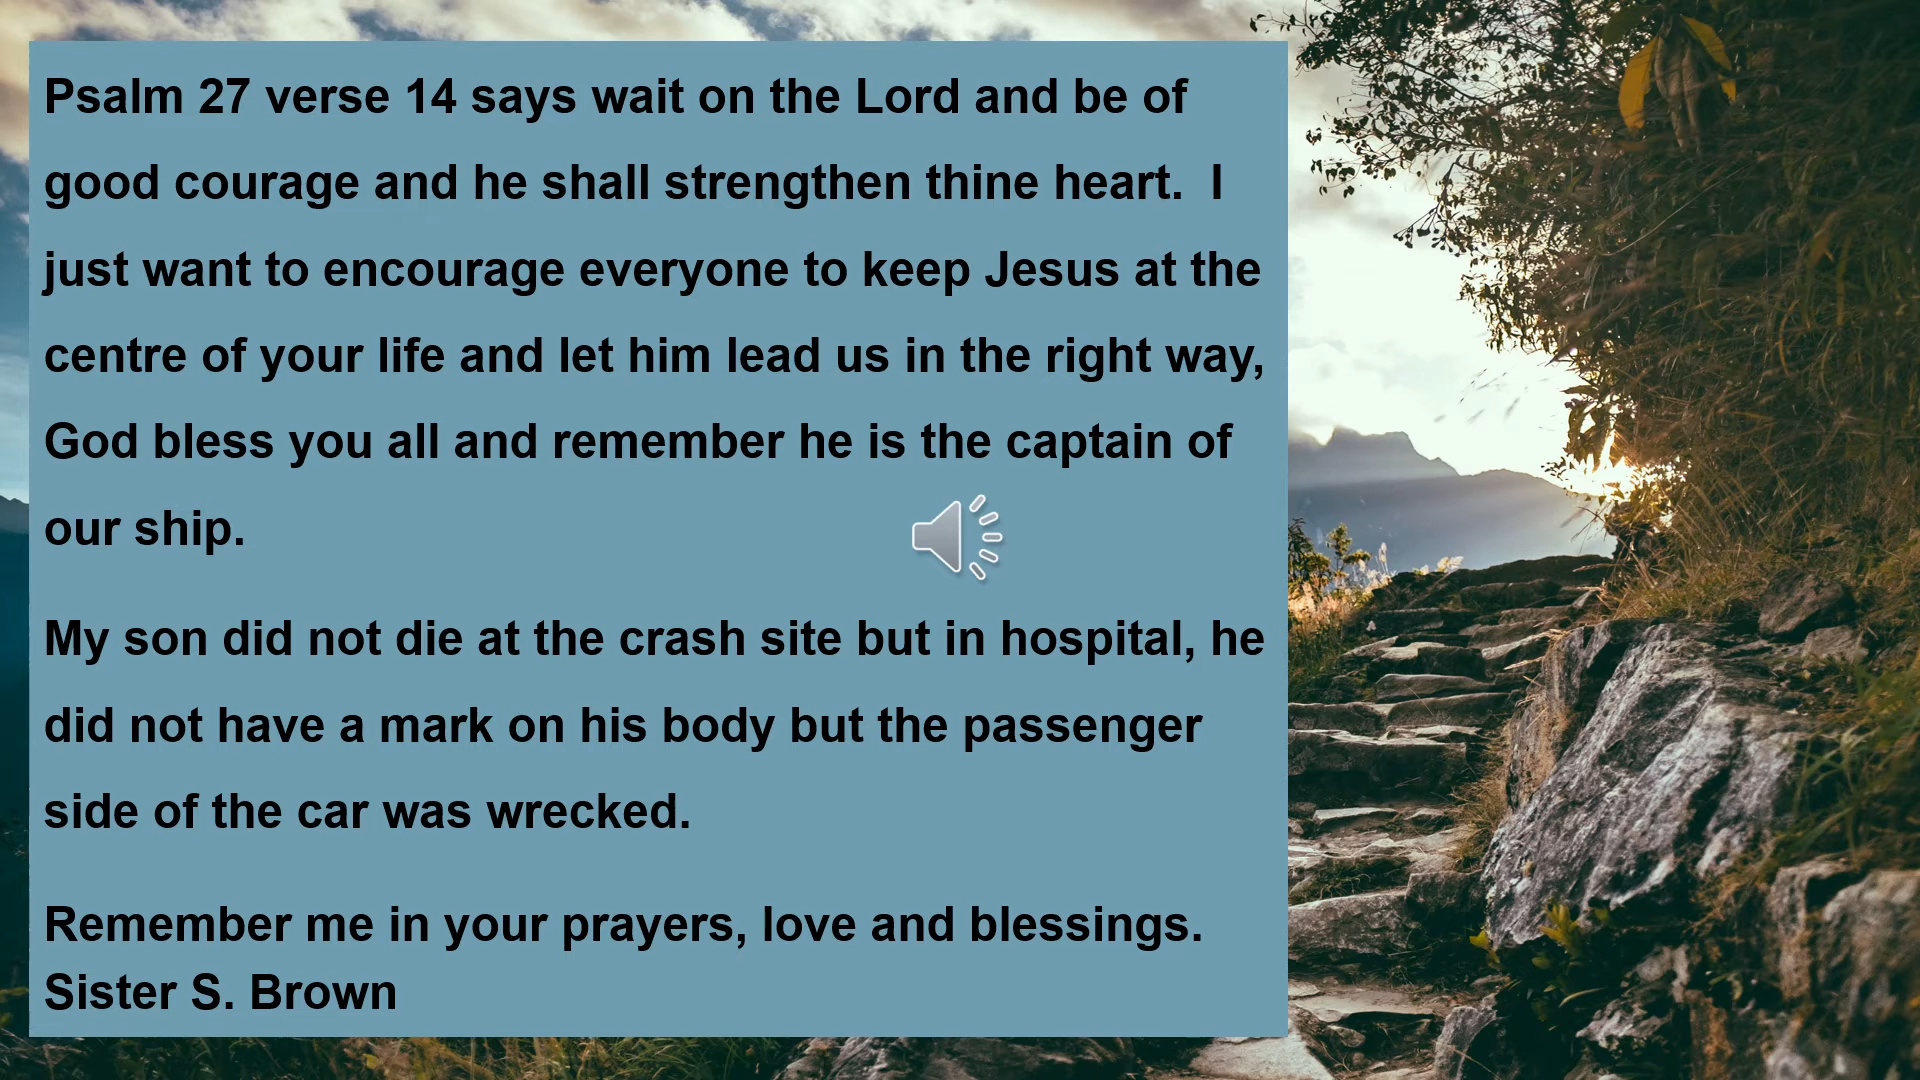 Psalm 27 verse 14 says wait on the Lord and be of
good courage and he shall strengthen thine heart.  I
just want to encourage everyone to keep Jesus at the
centre of your life and let him lead us in the right way,
God bless you all and remember he is the captain of
our ship.
My son did not die at the crash site but in hospital, he
did not have a mark on his body but the passenger
side of the car was wrecked.
Remember me in your prayers, love and blessings.
Sister S. Brown